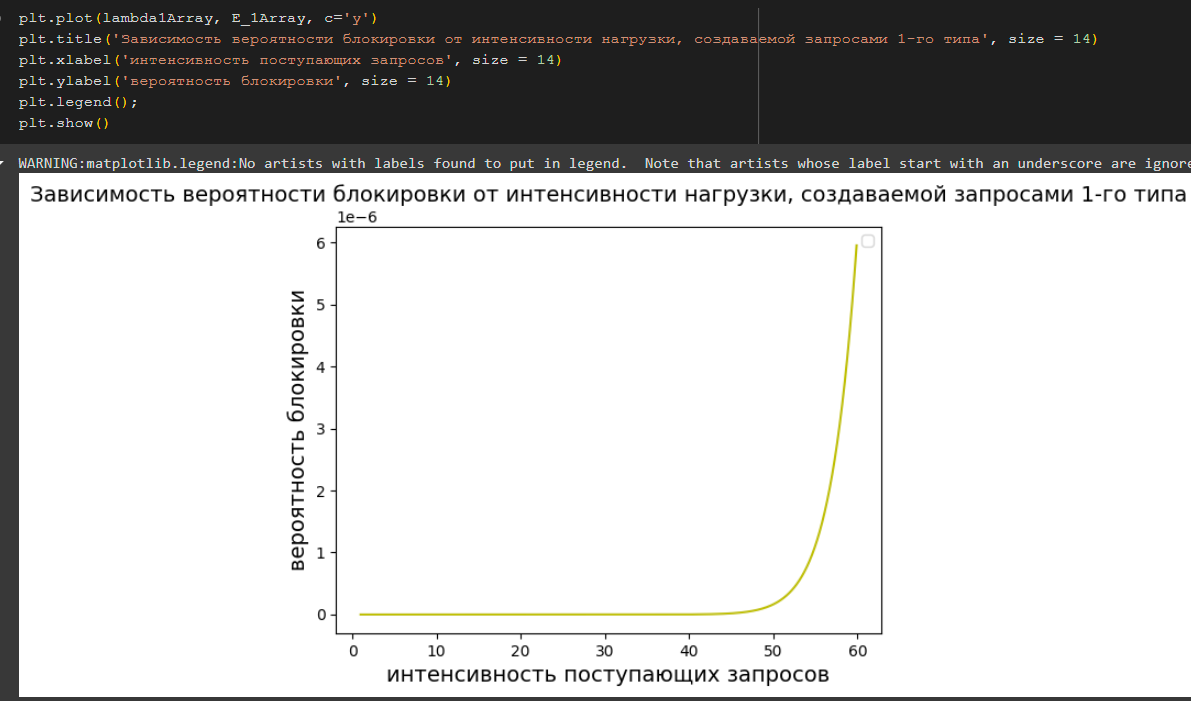 plt.plot(lambda1Array, E_1Array, c='y')
plt.title('Зависимость вероятности блокировки от интенсивности нагрузки, создаваемой запросами 1-го типа', size = 14)
plt.xlabel('интенсивность поступающих запросов', size = 14)
plt.ylabel('вероятность блокировки', size = 14)
plt.legend();
plt.show()
WARNING:matplotlib.legend:No artists with labels found to put in legend.  Note that artists whose label start with an underscore are ignore
Зависимость вероятности блокировки от интенсивности нагрузки, создаваемой запросами 1-го типа
1e−6
6
5
4
3
2
1
0
вероятность блокировки
0 10 20 30 40 50 60
интенсивность поступающих запросов